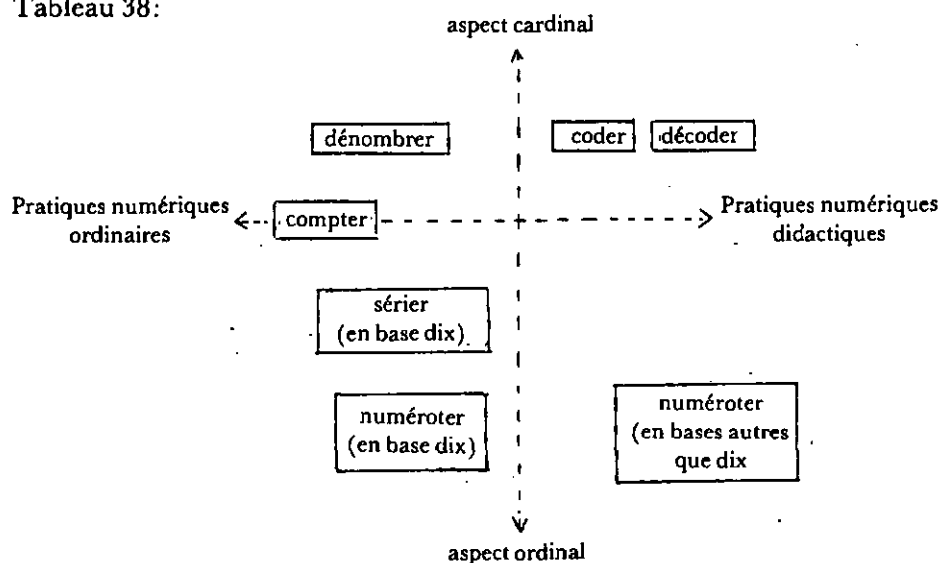 Tableau 38:
aspect cardinal
dénombrer
coder
décoder
Pratiques numériques
ordinaires
compter
Pratiques numériques
didactiques
sérier
(en base dix)
numéroter
(en base dix)
numéroter
(en bases autres
que dix
aspect ordinal